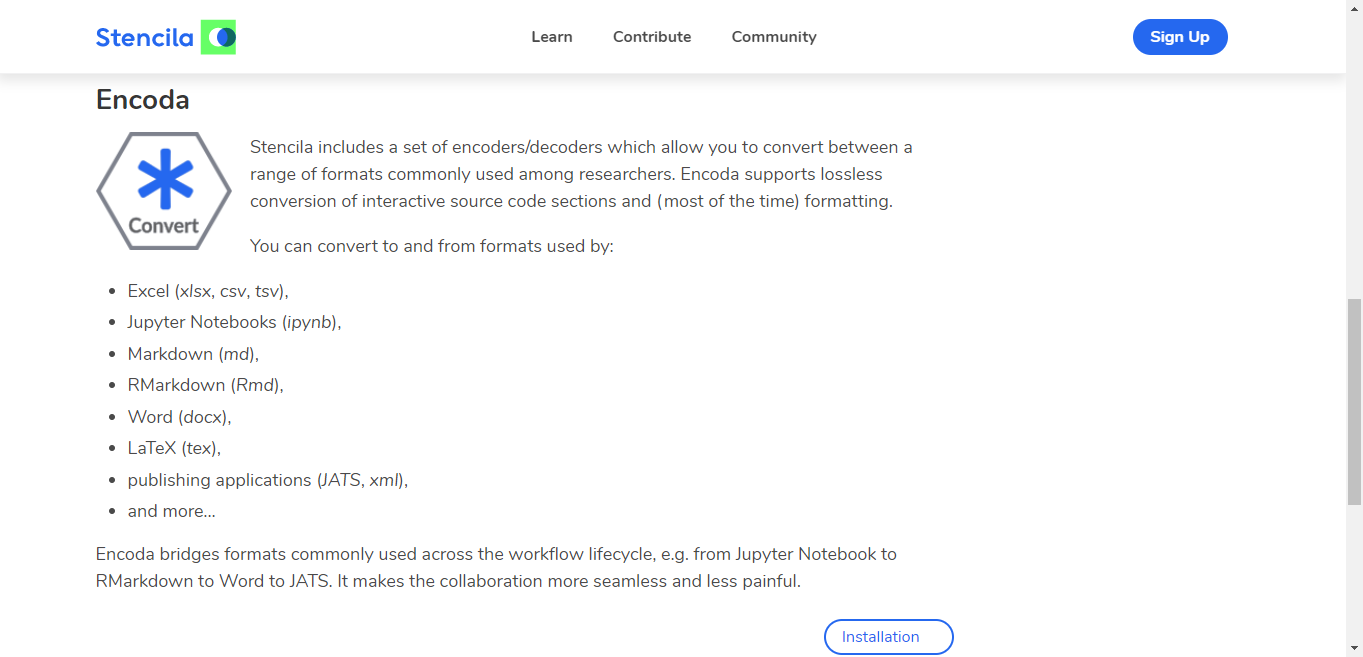 Stencila
Learn Contribute Community
Sign Up
Encoda
Convert
Stencila includes a set of encoders/decoders which allow you to convert between a
range of formats commonly used among researchers. Encoda supports lossless
conversion of interactive source code sections and (most of the time) formatting.
You can convert to and from formats used by:
• Excel (xlsx, csv, tsv),
• Jupyter Notebooks (ipynb),
• Markdown (md),
• RMarkdown (Rmd),
• Word (docx),
• LaTeX (tex),
• publishing applications (JATS, xml),
• and more...
Encoda bridges formats commonly used across the workflow lifecycle, e.g. from Jupyter Notebook to
RMarkdown to Word to JATS. It makes the collaboration more seamless and less painful.
Installation